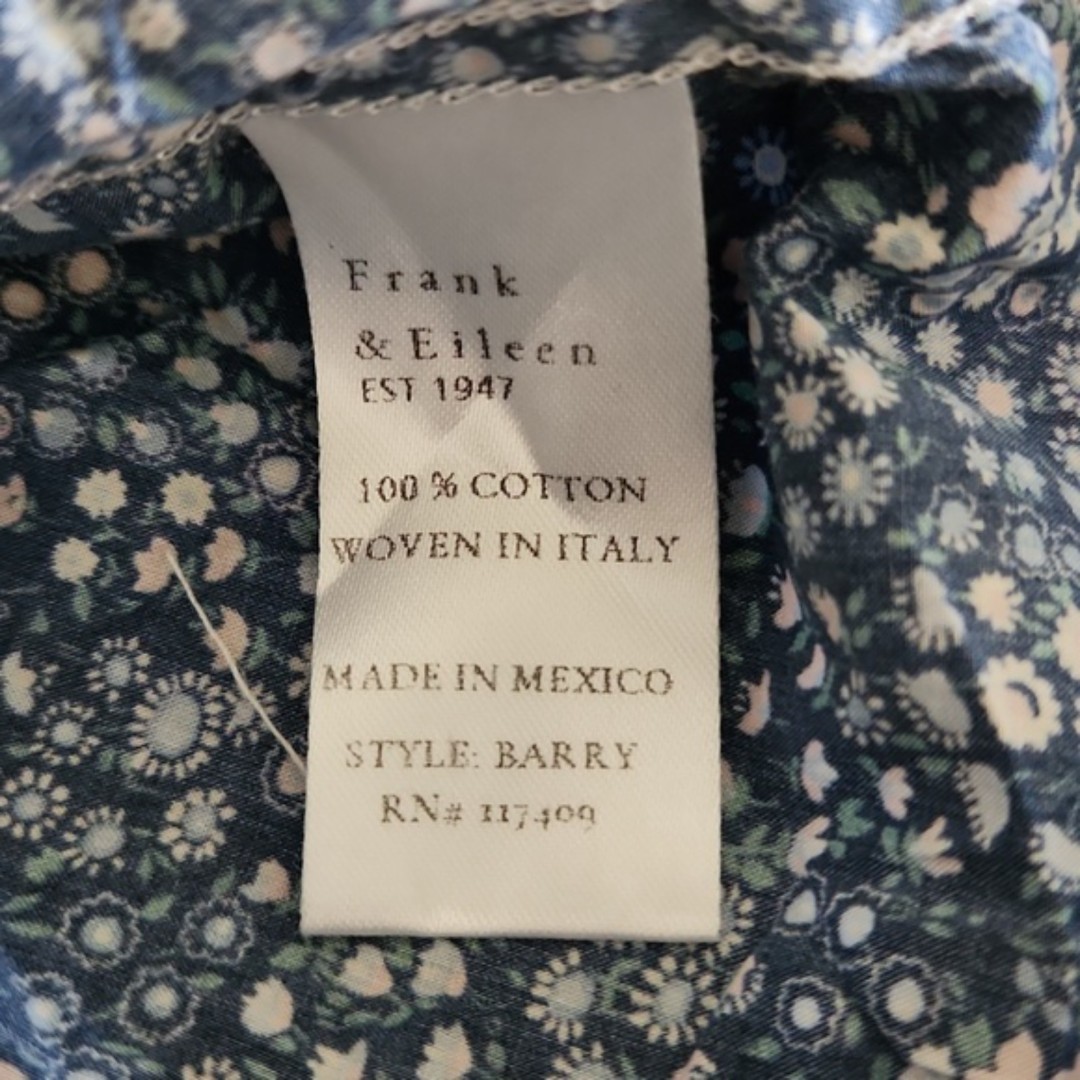 Frank
& Eileen
EST 1947
100 % COTTON
WOVEN IN ITALY
MADE IN MEXICO
STYLE: BARRY
RN# 117409